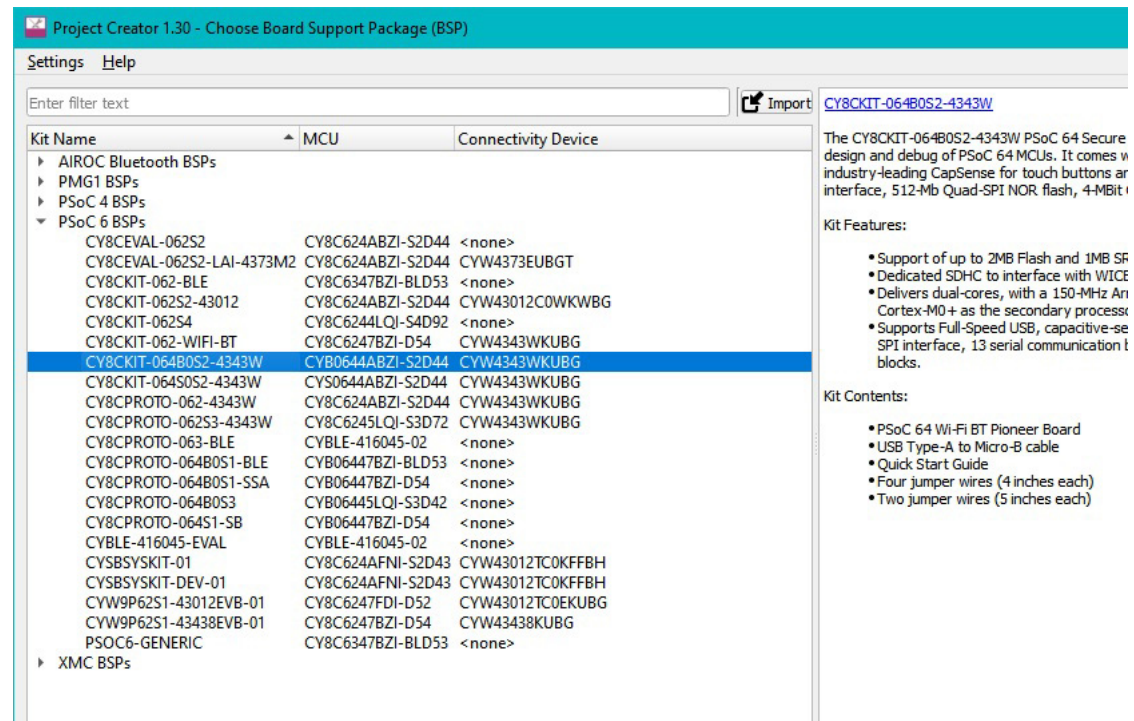 Project Creator 1.30 - Choose Board Support Package (BSP)
Settings Help
Enter filter text
Import
Kit Name MCU Connectivity Device
AIROC Bluetooth BSPs
PMG1 BSPs
PSoC 4 BSPs
PSoC 6 BSPs
CY8CEVAL-062S2 CY8C624ABZI-S2D44 <none>
CY8CEVAL-062S2-LAI-4373M2 CY8C624ABZI-S2D44 CYW4373EUBGT
CY8CKIT-062-BLE CY8C6347BZI-BLD53 <none>
CY8CKIT-062S2-43012 CY8C624ABZI-S2D44 CYW43012C0WKWBG
CY8CKIT-062S4 CY8C6244LQI-S4D92 <none>
CY8CKIT-062-WIFI-BT CY8C6247BZI-D54 CYW4343WKUBG
CY8CKIT-064B0S2-4343W CYB0644ABZI-S2D44 CYW4343WKUBG
CY8CKIT-064S0S2-4343W CYS0644ABZI-S2D44 CYW4343WKUBG
CY8CPROTO-062-4343W CY8C624ABZI-S2D44 CYW4343WKUBG
CY8CPROTO-062S3-4343W CY8C6245LQI-S3D72 CYW4343WKUBG
CY8CPROTO-063-BLE CYBLE-416045-02 <none>
CY8CPROTO-064B0S1-BLE CYB06447BZI-BLD53 <none>
CY8CPROTO-064B0S1-SSA CYB06447BZI-D54 <none>
CY8CPROTO-064B0S3 CYB06445LQI-S3D42 <none>
CY8CPROTO-064S1-SB CYB06447BZI-D54 <none>
CYBLE-416045-EVAL CYBLE-416045-02 <none>
CYSBSYSKIT-01 CY8C624AFNI-S2D43 CYW43012TC0KFFBH
CYSBSYSKIT-DEV-01 CY8C624AFNI-S2D43 CYW43012TC0KFFBH
CYW9P62S1-43012EVB-01 CY8C6247FDI-D52 CYW43012TC0EKUBG
CYW9P62S1-43438EVB-01 CY8C6247BZI-D54 CYW43438KUBG
PSOC6-GENERIC CY8C6347BZI-BLD53 <none>
XMC BSPs
CY8CKIT-064B0S2-4343W
The CY8CKIT-064B0S2-4343W PSoC 64 Secure
design and debug of PSoC 64 MCUs. It comes w
industry-leading CapSense for touch buttons ar
interface, 512-Mb Quad-SPI NOR flash, 4-MBit
Kit Features:
•Support of up to 2MB Flash and 1MB SR
•Dedicated SDHC to interface with WICE
•Delivers dual-cores, with a 150-MHz Arr
Cortex-M0+ as the secondary processo
•Supports Full-Speed USB, capacitive-se
SPI interface, 13 serial communication b
blocks.
Kit Contents:
•PSoC 64 Wi-Fi BT Pioneer Board
•USB Type-A to Micro-B cable
•Quick Start Guide
•Four jumper wires (4 inches each)
•Two jumper wires (5 inches each)